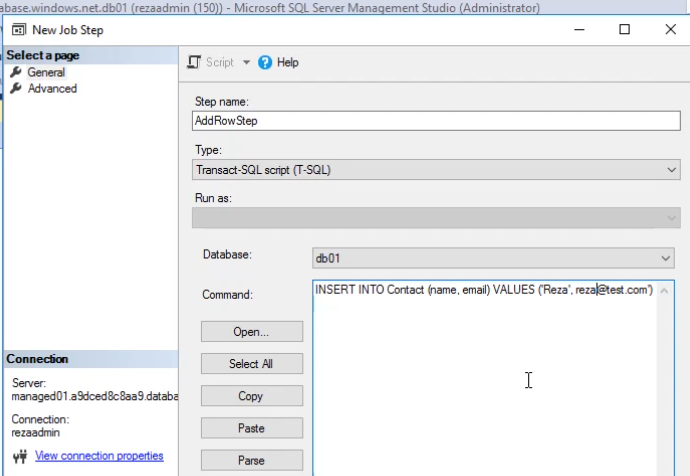 abase.windows.net.db01 (rezaadmin (150)) - Microsoft SQL Server Management Studio (Administrator)
New Job Step
Select a page
General
Advanced
Script
Help
Step name:
AddRowStep
Type:
Transact-SQL script (T-SQL)
Run as:
Database:
db01
Command:
INSERT INTO Contact (name, email) VALUES ('Reza', reza@test.com')
Open...
Select All
Copy
Paste
Parse
Connection
Server:
managed01.a9dced8c8aa9.databa
Connection:
rezaadmin
View connection properties